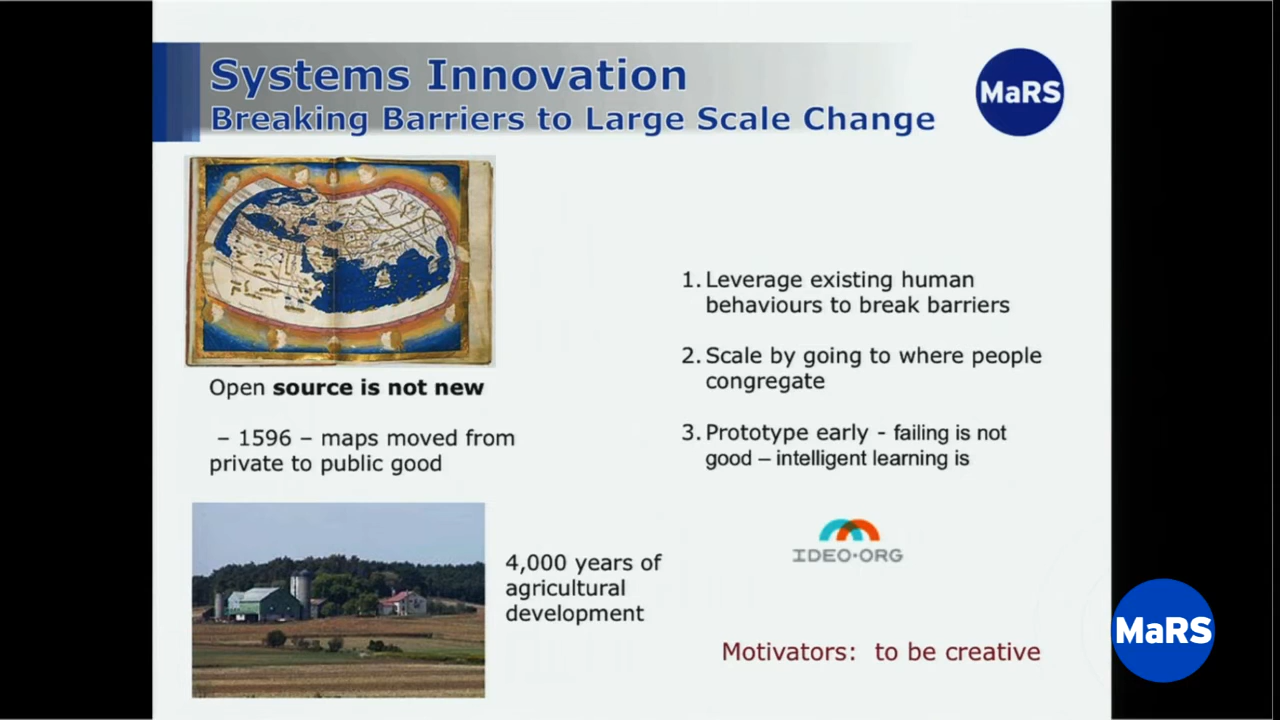 Systems Innovation
Breaking Barriers to Large Scale Change
MaRS
Open source is not new
– 1596 – maps moved from
private to public good
4,000 years of
agricultural
development
1. Leverage existing human
behaviours to break barriers
2. Scale by going to where people
congregate
3. Prototype early - failing is not
good – intelligent learning is
IDEO·ORG
Motivators: to be creative
MaRS